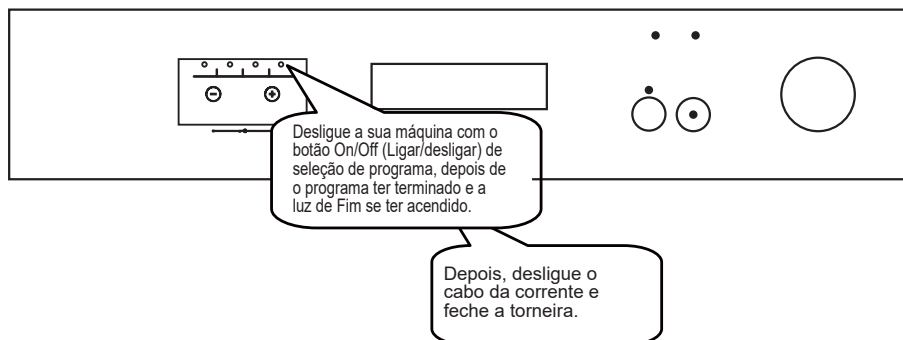 Desligue a sua máquina com o
botão On/Off (Ligar/desligar) de
seleção de programa, depois de
o programa ter terminado e a
luz de Fim se ter acendido.
Depois, desligue o
cabo da corrente e
feche a torneira.